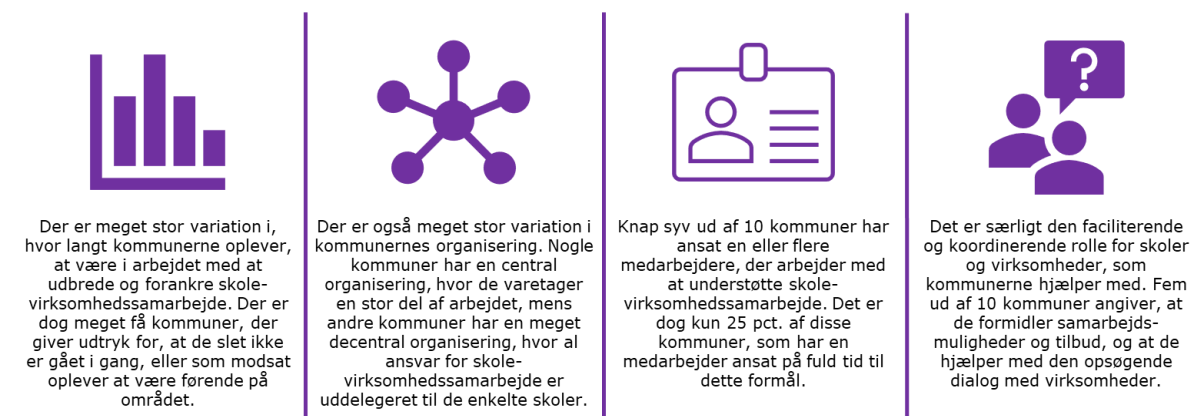 Der er meget stor variation i,
hvor langt kommunerne oplever,
at være i arbejdet med at
udbrede og forankre skole-
virksomhedssamarbejde. Der er
dog meget få kommuner, der
giver udtryk for, at de slet ikke
er gået i gang, eller som modsat
oplever at være førende på
området.
Der er også meget stor variation i
kommunernes organisering. Nogle
kommuner har en central
organisering, hvor de varetager
en stor del af arbejdet, mens
andre kommuner har en meget
decentral organisering, hvor al
ansvar for skole-
virksomhedssamarbejde er
uddelegeret til de enkelte skoler.
Knap syv ud af 10 kommuner har
ansat en eller flere
medarbejdere, der arbejder med
at understøtte skole-
virksomhedssamarbejde. Det er
dog kun 25 pct. af disse
kommuner, som har en
medarbejder ansat på fuld tid til
dette formål.
?
Det er særligt den faciliterende
og koordinerende rolle for skoler
og virksomheder, som
kommunerne hjælper med. Fem
ud af 10 kommuner angiver, at
de formidler samarbejds-
muligheder og tilbud, og at de
hjælper med den opsøgende
dialog med virksomheder.